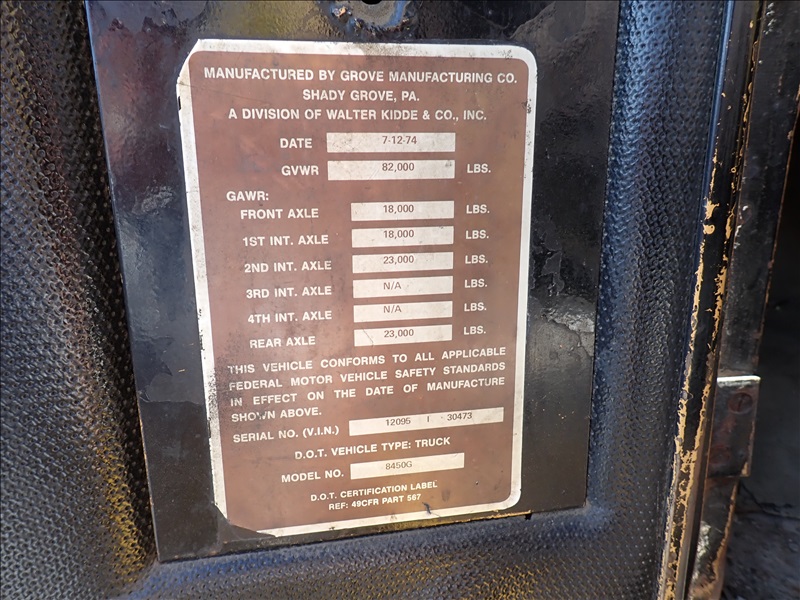 MANUFACTURED BY GROVE MANUFACTURING CO.
SHADY GROVE, PA.
A DIVISION OF WALTER KIDDE & CO., INC.
DATE 7-12-74
GVWR 82,000 LBS.
GAWR:
FRONT AXLE 18,000 LBS.
1ST INT. AXLE 18,000 LBS.
2ND INT. AXLE 23,000 LBS.
3RD INT. AXLE N/A LBS.
4TH INT. AXLE N/A LBS.
REAR AXLE 23,000 LBS.
THIS VEHICLE CONFORMS TO ALL APPLICABLE
FEDERAL MOTOR VEHICLE SAFETY STANDARDS
IN EFFECT ON THE DATE OF MANUFACTURE
SHOWN ABOVE.
SERIAL NO. (V.I.N.) 12095 I 30473
D.O.T. VEHICLE TYPE: TRUCK
MODEL NO. 8450G
D.O.T. CERTIFICATION LABEL
REF: 49CFR PART 567